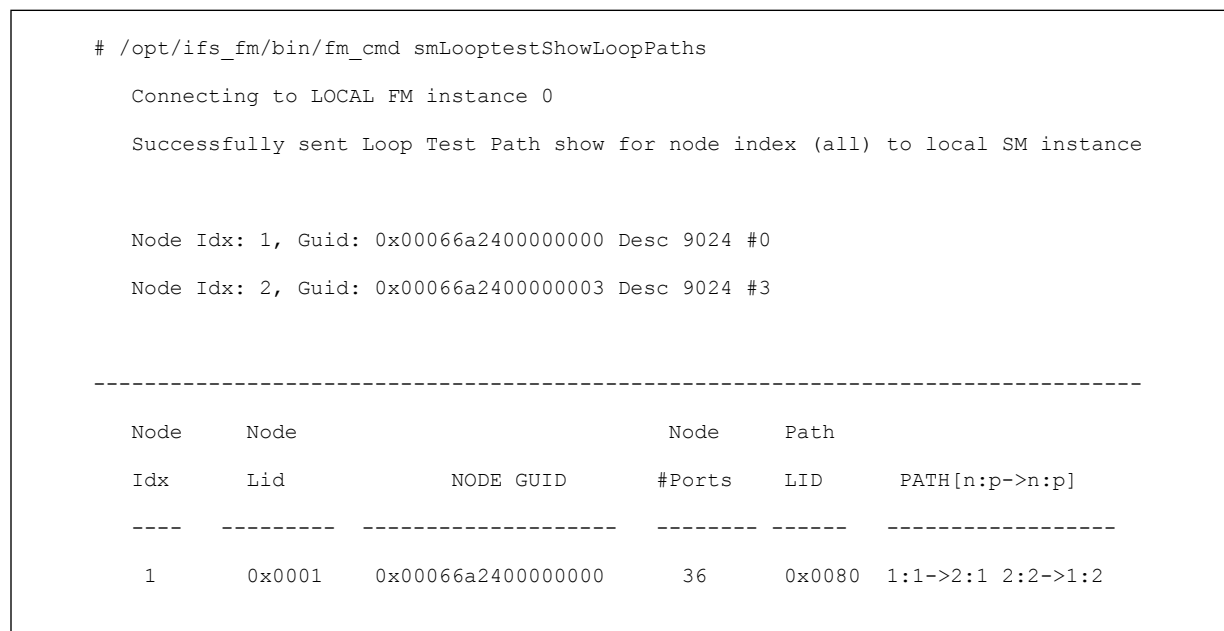 # /opt/ifs_fm/bin/fm_cmd smLooptestShowLoopPaths
Connecting to LOCAL FM instance 0
Successfully sent Loop Test Path show for node index (all) to local SM instance
Node Idx: 1, Guid: 0x00066a2400000000 Desc 9024 #0
Node Idx: 2, Guid: 0x00066a2400000003 Desc 9024 #3
----------------------------------------------------------------------------------
Node Node Node Path
Idx Lid NODE GUID #Ports LID PATH[n:p->n:p]
---- --------- -------------------- -------- ------ ------------------
1 0x0001 0x00066a2400000000 36 0x0080 1:1->2:1 2:2->1:2